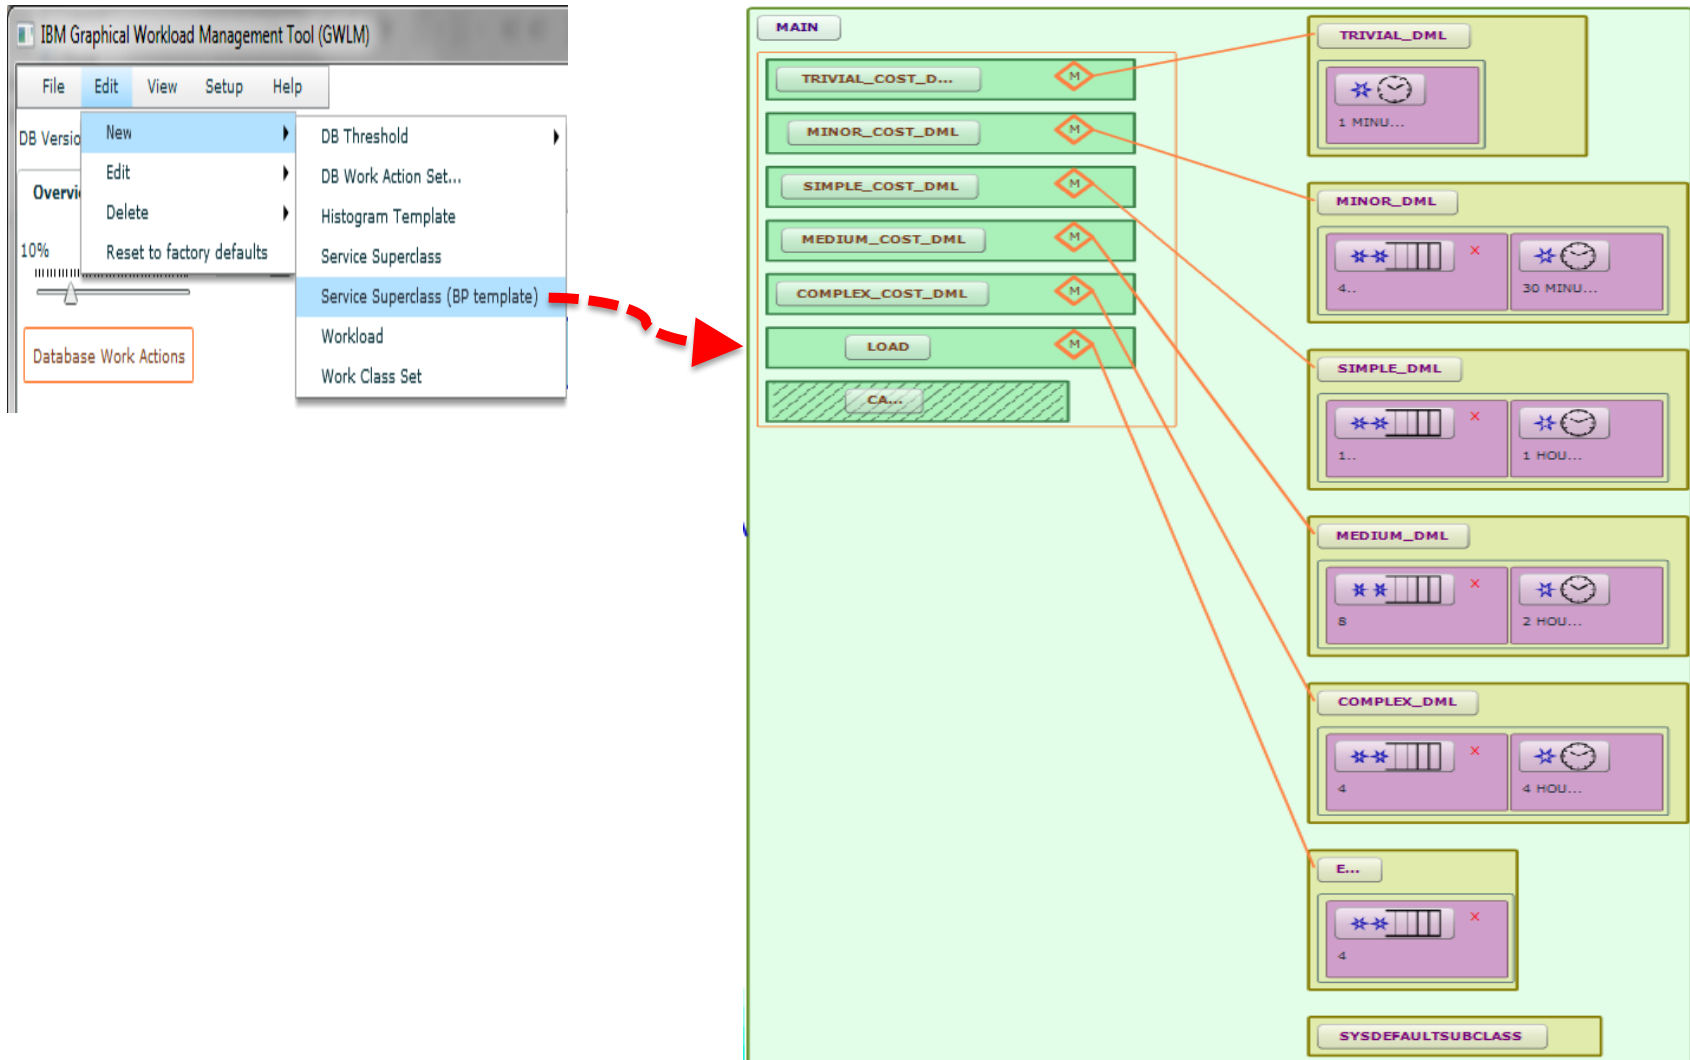 IBM Graphical Workload Management Tool (GWLM)
File Edit View Setup Help
DB Versio
New
Edit
Delete
Reset to factory defaults
Overvi
10%
Database Work Actions
DB Threshold
DB Work Action Set...
Histogram Template
Service Superclass
Service Superclass (BP template)
Workload
Work Class Set
MAIN
TRIVIAL_COST_D... M
MINOR_COST_DML M
SIMPLE_COST_DML M
MEDIUM_COST_DML M
COMPLEX_COST_DML M
LOAD M
CA...
TRIVIAL_DML
1 MINU...
MINOR_DML
4.. 30 MINU...
SIMPLE_DML
1.. 1 HOU...
MEDIUM_DML
8 2 HOU...
COMPLEX_DML
4 4 HOU...
E...
4
SYSDEFAULTSUBCLASS